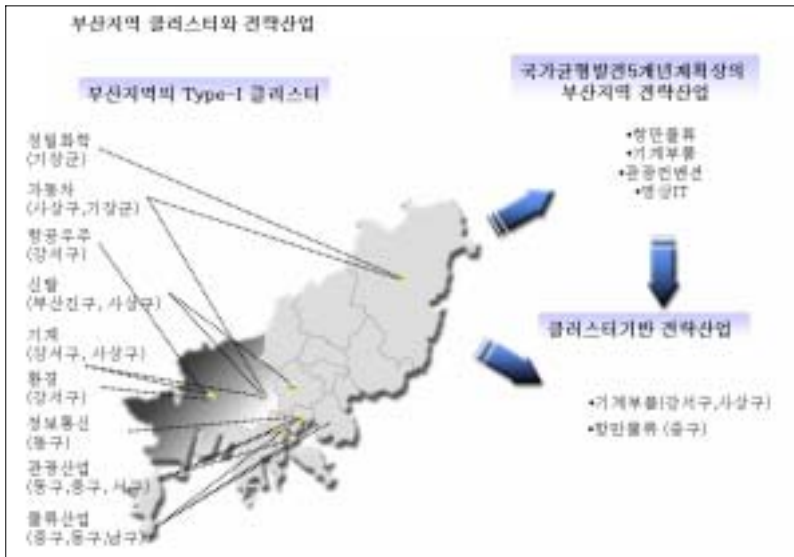 부산지역 클러스터와 전략산업
부산지역의 Type-I 클러스터
정밀화학
(기장군)
자동차
(사상구,기장군)
항공우주
(강서구)
신발
(부산진구, 사상구)
기계
(강서구, 사상구)
환경
(강서구)
정보통신
(동구)
관광산업
(동구,중구, 서구)
물류산업
(중구,동구,남구)
국가균형발전5개년계획상의
부산지역 전략산업
•항만물류
•기계부품
•관광컨벤션
•영상IT
클러스터기반 전략산업
•기계부품(강서구,사상구)
•항만물류 (중구)